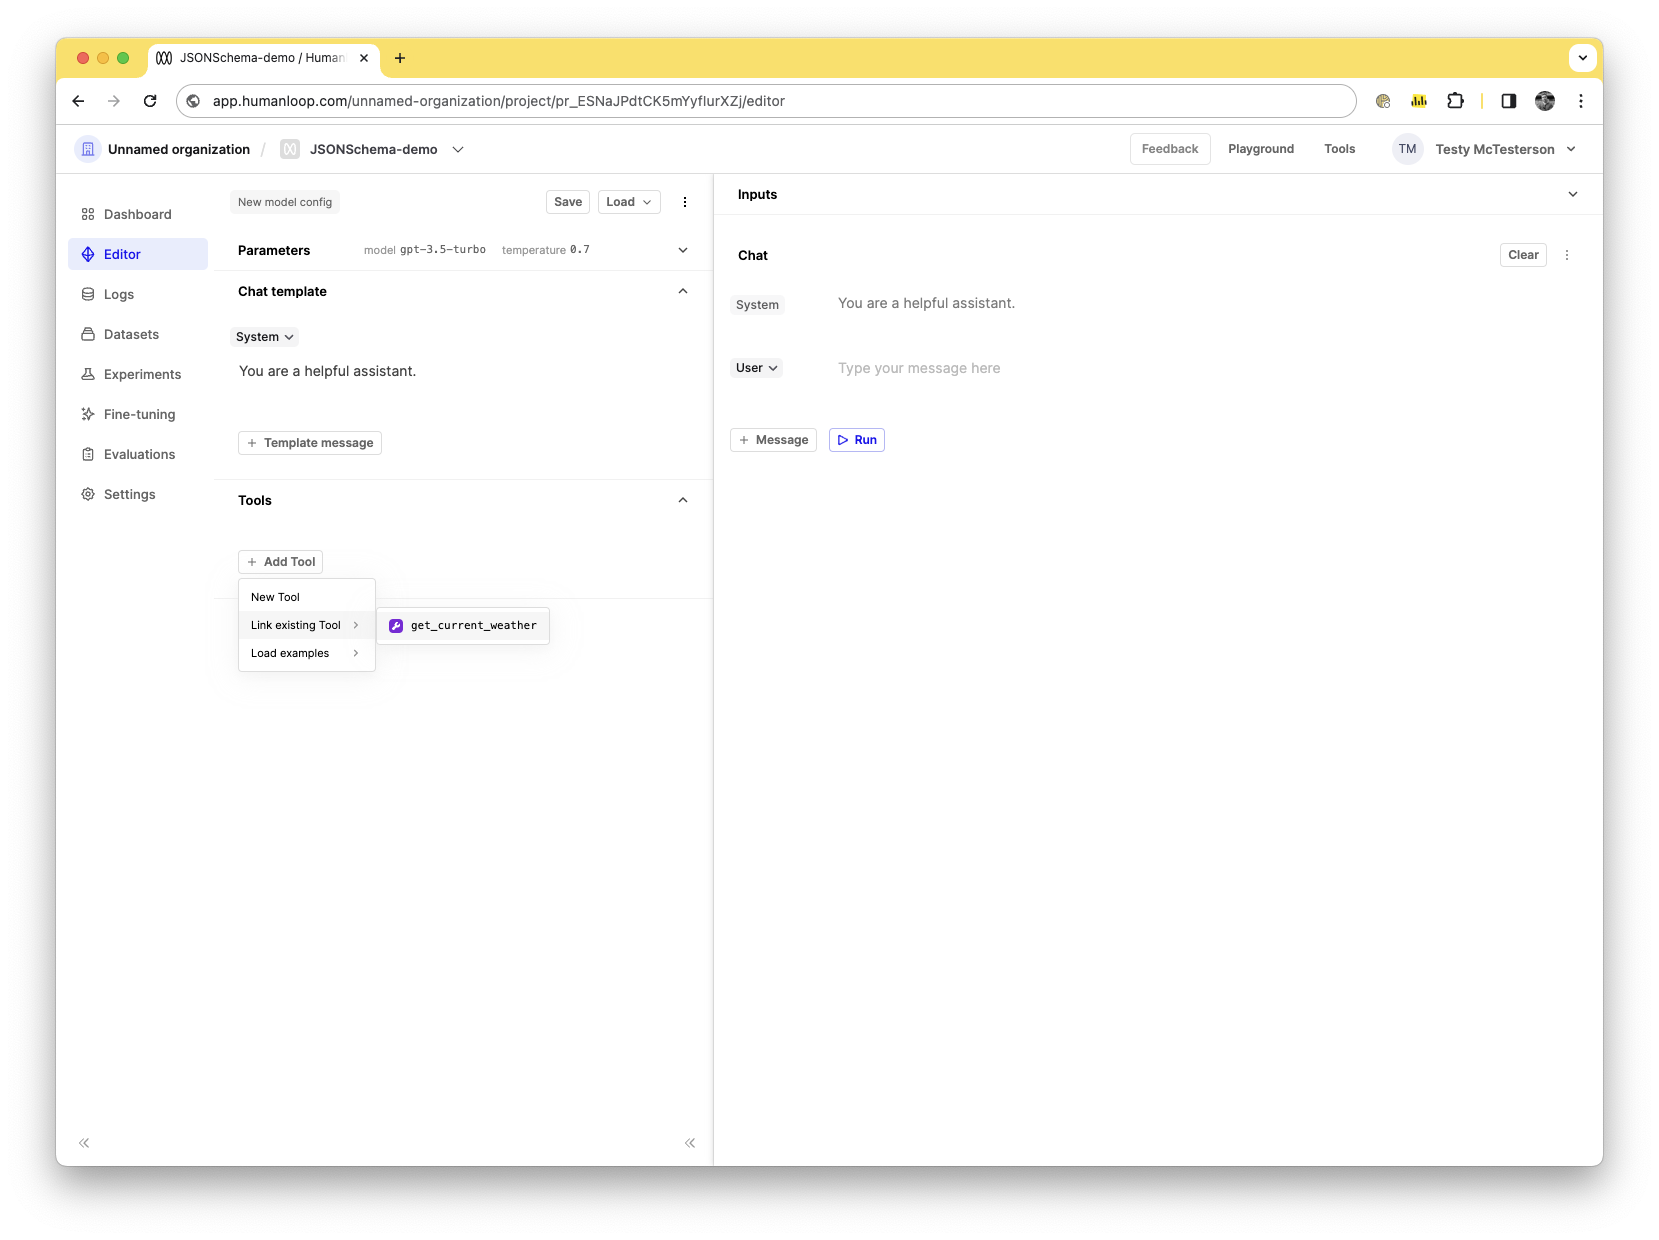 JSONSchema-demo / Human
app.humanloop.com/unnamed-organization/project/pr_ESNaJPdtCK5mYyflurXZj/editor
Unnamed organization / JSONSchema-demo
Feedback Playground Tools TM Testy McTesterson
Dashboard
Editor
Logs
Datasets
Experiments
Fine-tuning
Evaluations
Settings
New model config Save Load
Parameters model gpt-3.5-turbo temperature 0.7
Chat template
System
You are a helpful assistant.
+ Template message
Tools
+ Add Tool
New Tool
Link existing Tool
get_current_weather
Load examples
Inputs
Chat Clear
System You are a helpful assistant.
User Type your message here
+ Message Run